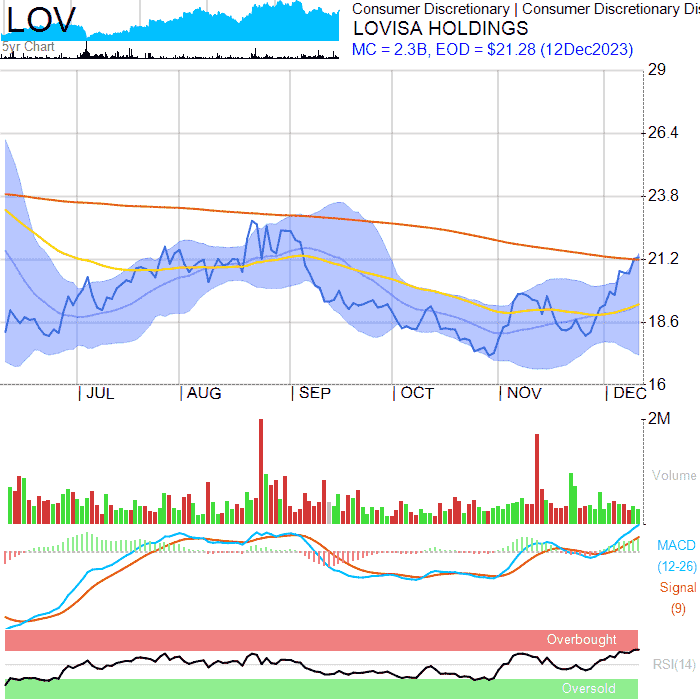 LOV
5yr Chart
Consumer Discretionary | Consumer Discretionary Dis
LOVISA HOLDINGS
MC = 2.3B, EOD = $21.28 (12Dec2023)
29
26.4
23.8
21.2
18.6
16
JUL AUG SEP OCT NOV DEC
2M
Volume
MACD
(12-26)
Signal
(9)
Overbought
RSI(14)
Oversold